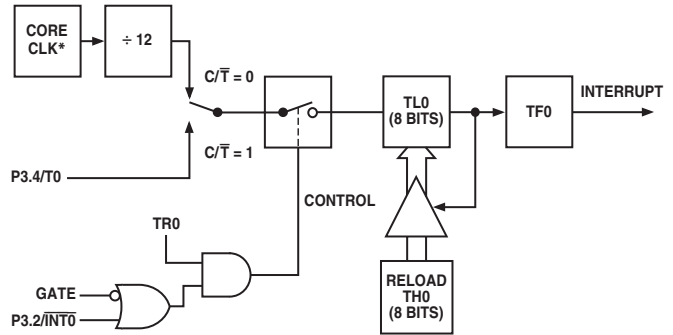 CORE
CLK*
÷ 12
C/T̅ = 0
TL0
(8 BITS)
TF0
INTERRUPT
C/T̅ = 1
P3.4/T0
CONTROL
TR0
RELOAD
TH0
(8 BITS)
GATE
P3.2/I̅N̅T̅0̅